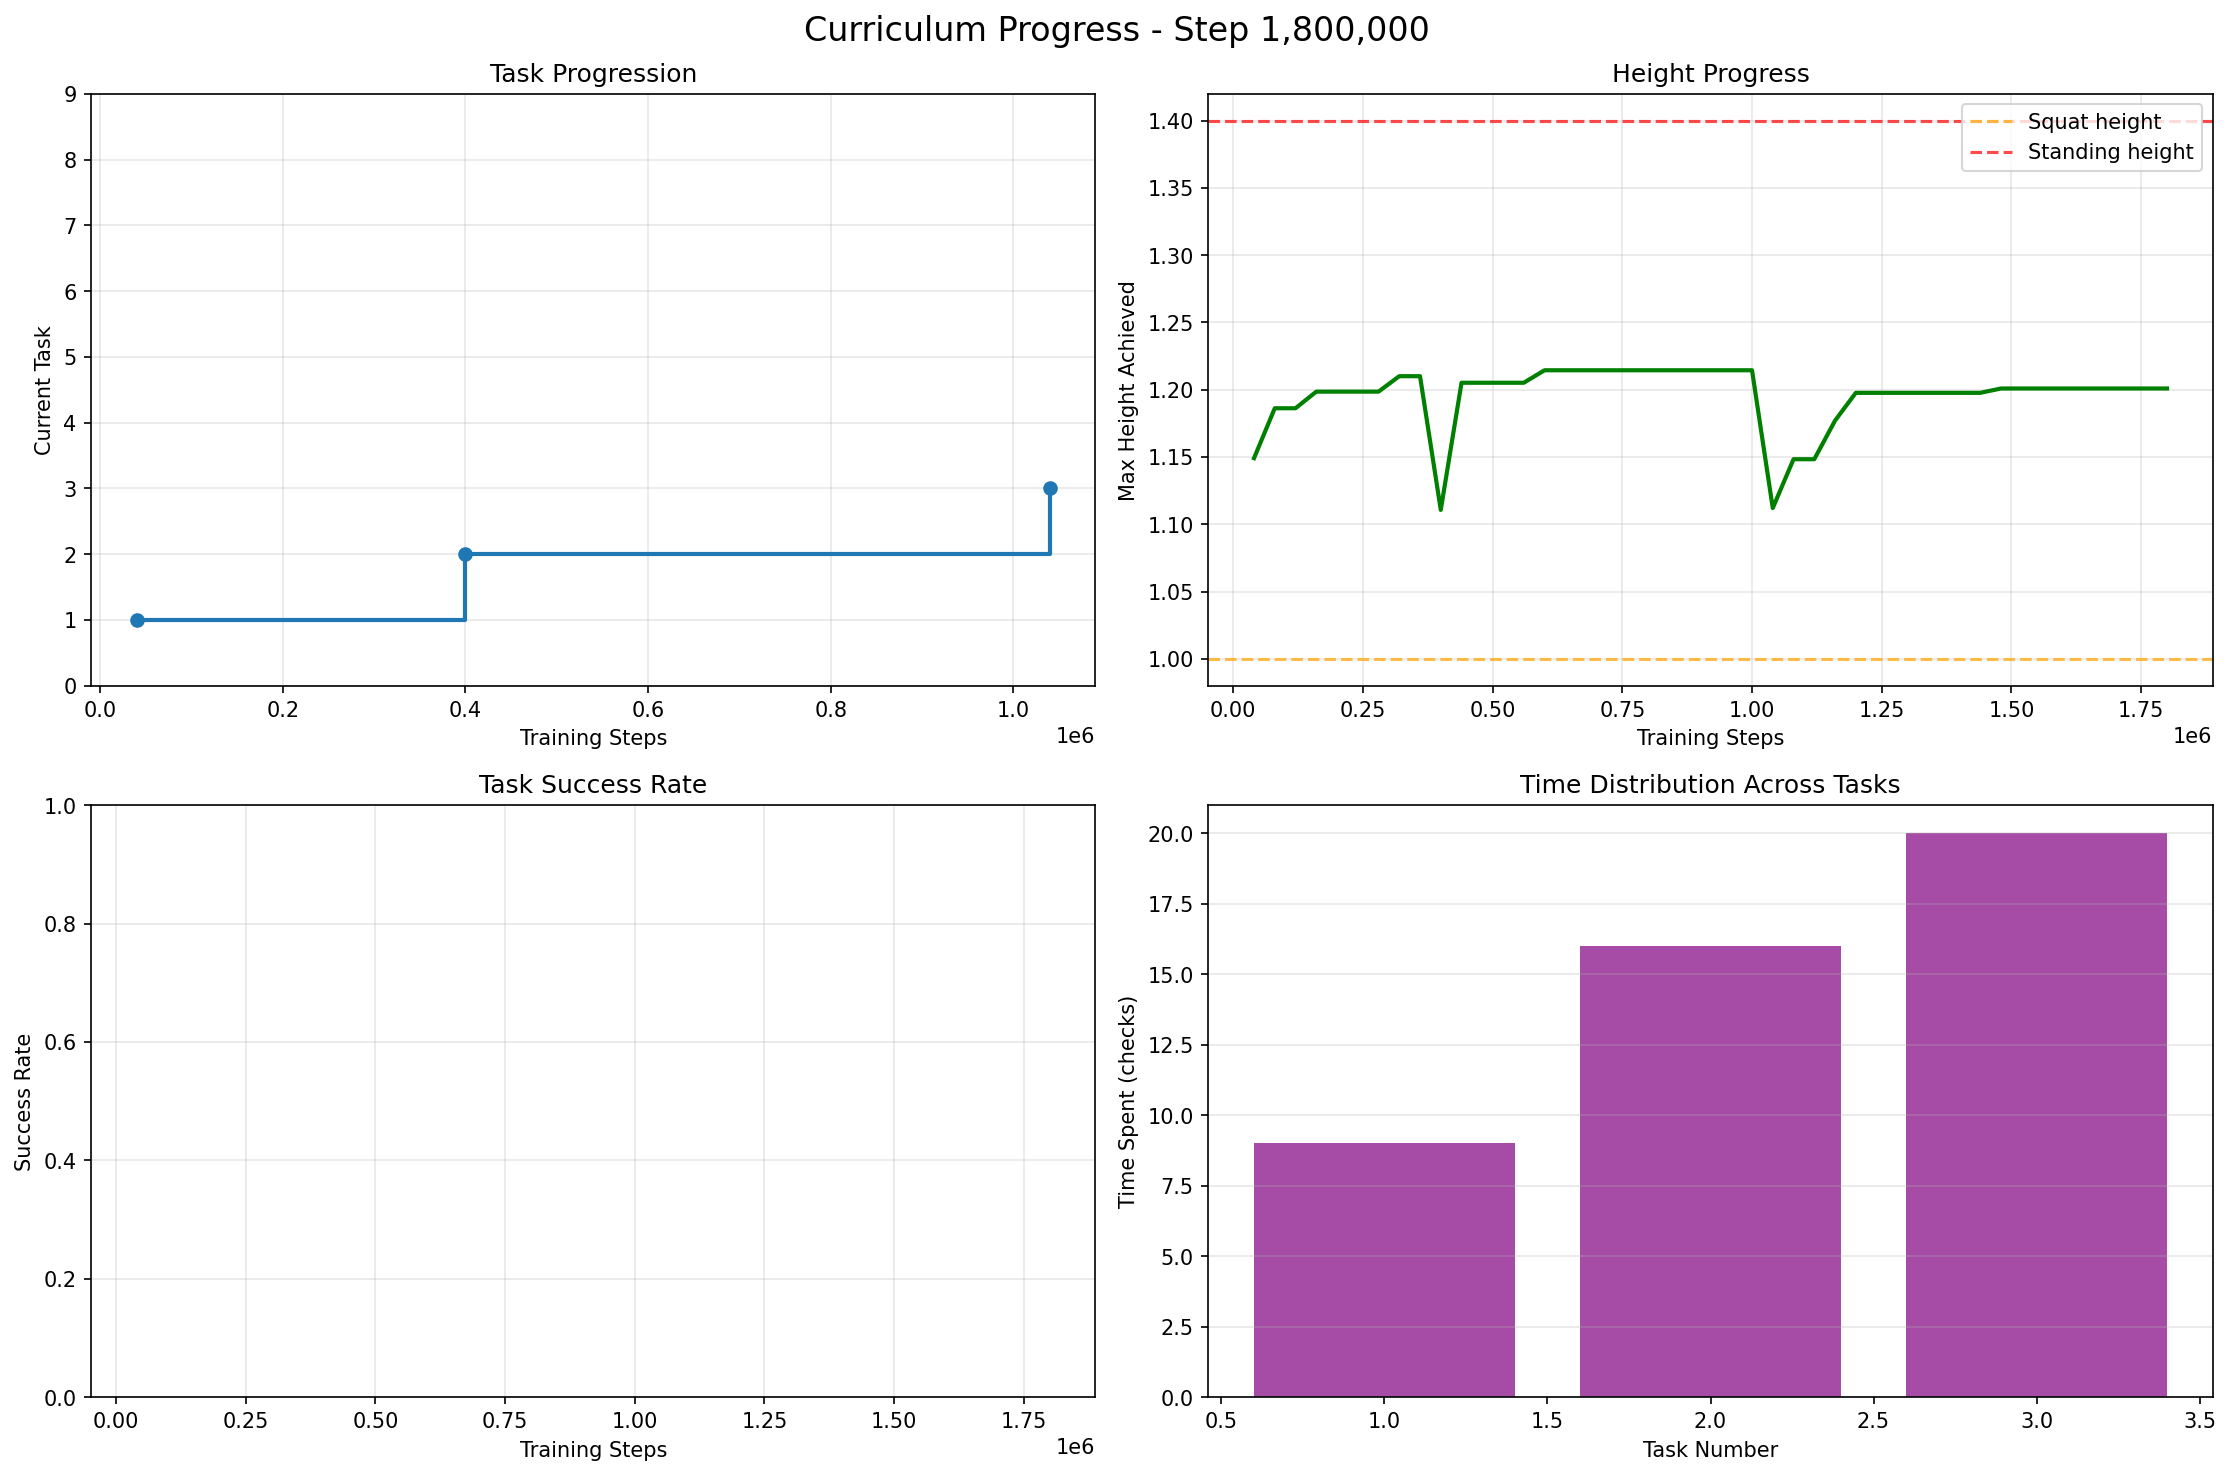 Curriculum Progress - Step 1,800,000
Task Progression
Current Task
9
8
7
6
5
4
3
2
1
0
0.0 0.2 0.4 0.6 0.8 1.0
1e6
Training Steps
Height Progress
Max Height Achieved
1.40
1.35
1.30
1.25
1.20
1.15
1.10
1.05
1.00
Squat height
Standing height
0.00 0.25 0.50 0.75 1.00 1.25 1.50 1.75
1e6
Training Steps
Task Success Rate
Success Rate
1.0
0.8
0.6
0.4
0.2
0.0
0.00 0.25 0.50 0.75 1.00 1.25 1.50 1.75
1e6
Training Steps
Time Distribution Across Tasks
Time Spent (checks)
20.0
17.5
15.0
12.5
10.0
7.5
5.0
2.5
0.0
0.5 1.0 1.5 2.0 2.5 3.0 3.5
Task Number